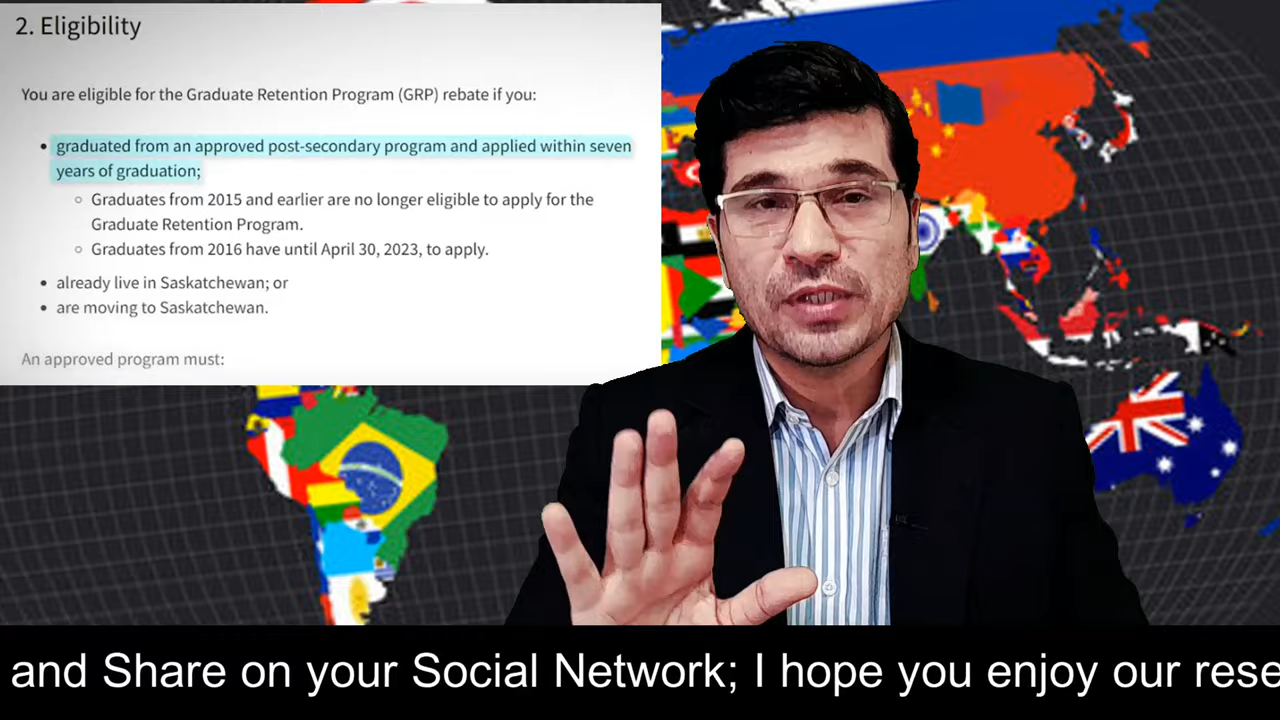 2. Eligibility
You are eligible for the Graduate Retention Program (GRP) rebate if you:
• graduated from an approved post-secondary program and applied within seven
years of graduation;
○ Graduates from 2015 and earlier are no longer eligible to apply for the
Graduate Retention Program.
○ Graduates from 2016 have until April 30, 2023, to apply.
• already live in Saskatchewan; or
• are moving to Saskatchewan.
An approved program must:
and Share on your Social Network; I hope you enjoy our rese